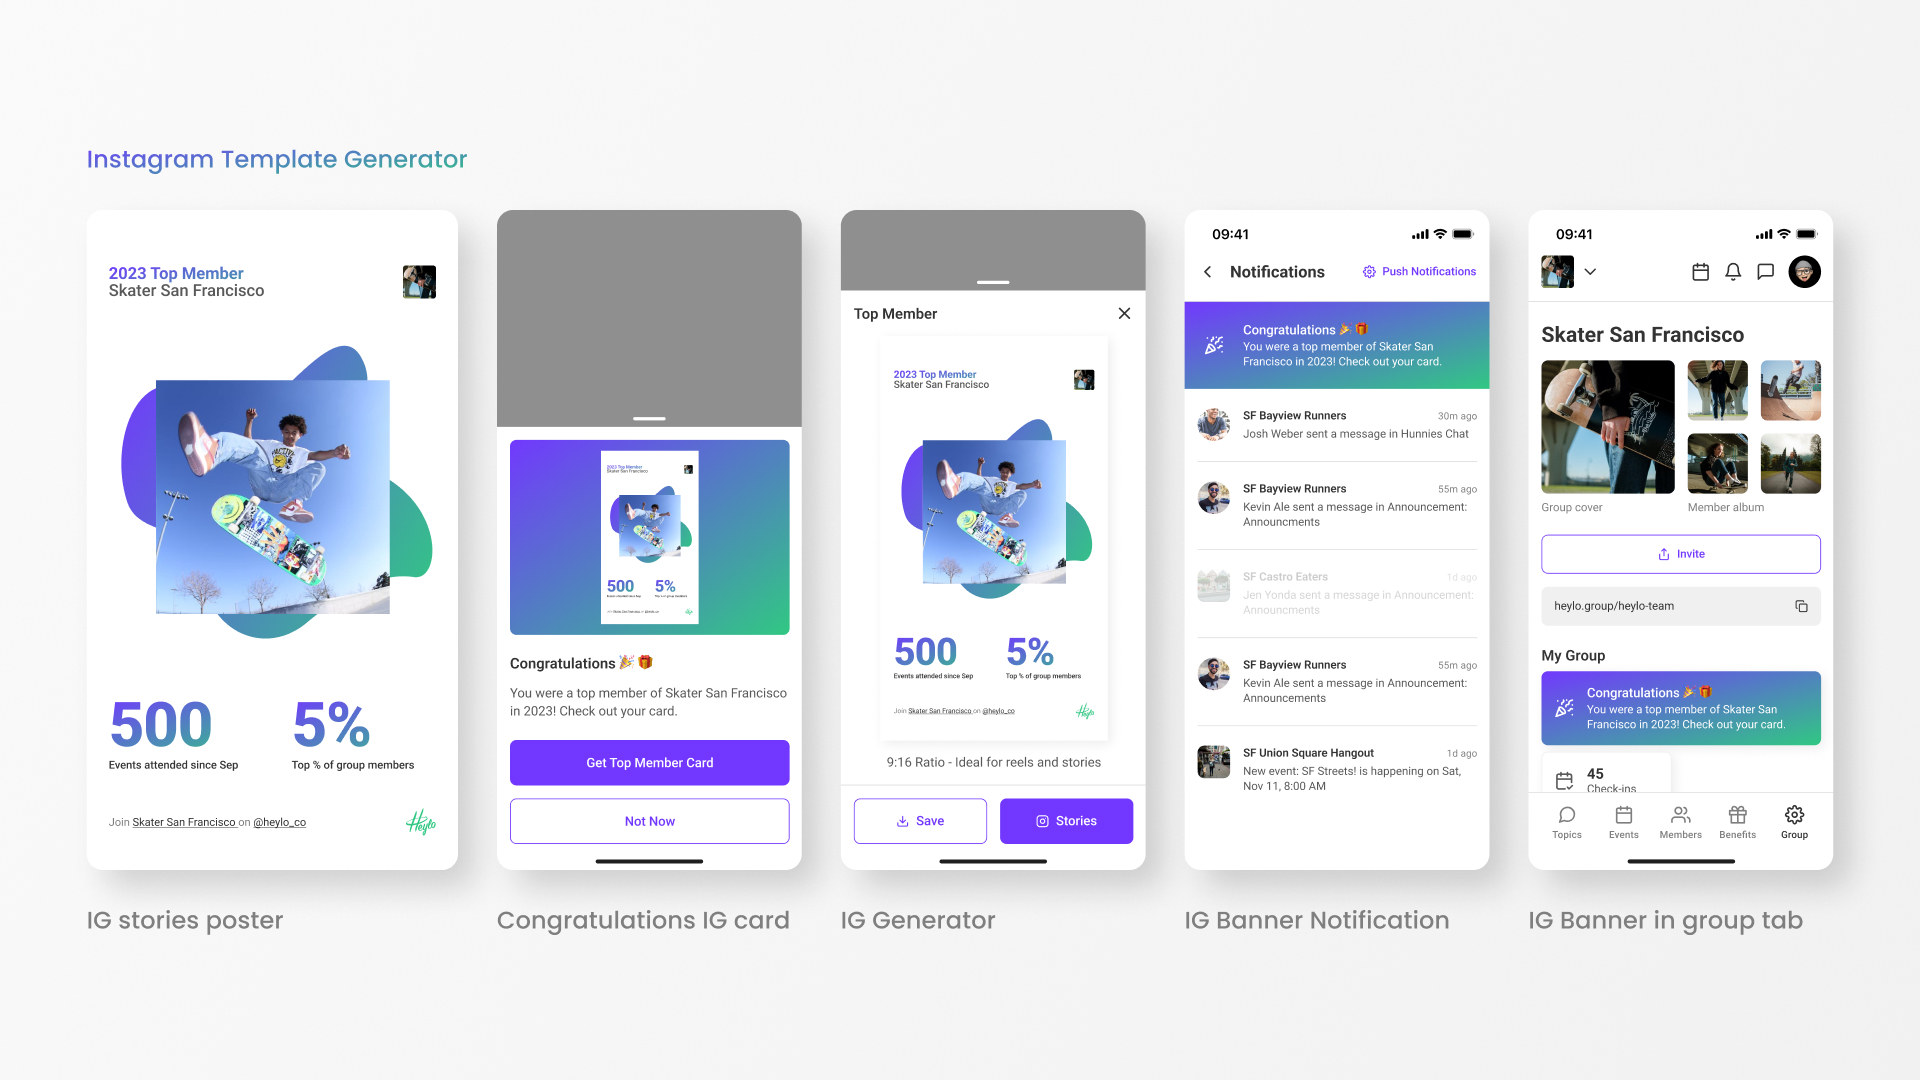 Instagram Template Generator
2023 Top Member
Skater San Francisco
500
Events attended since Sep
5%
Top % of group members
Join Skater San Francisco on @heylo_co
Heylo
IG stories poster
2023 Top Member
Skater San Francisco
500
5%
Congratulations 🎉🎁
You were a top member of Skater San Francisco
in 2023! Check out your card.
Get Top Member Card
Not Now
Congratulations IG card
Top Member
2023 Top Member
Skater San Francisco
500
Events attended since Sep
5%
Top % of group members
Join Skater San Francisco on @heylo_co
Heylo
9:16 Ratio - Ideal for reels and stories
Save
Stories
IG Generator
09:41
Notifications
Push Notifications
Congratulations 🎉🎁
You were a top member of Skater San
Francisco in 2023! Check out your card.
SF Bayview Runners
30m ago
Josh Weber sent a message in Hunnies Chat
SF Bayview Runners
55m ago
Kevin Ale sent a message in Announcement:
Announcments
SF Castro Eaters
1d ago
Jen Yonda sent a message in Announcement:
Announcments
SF Bayview Runners
55m ago
Kevin Ale sent a message in Announcement:
Announcements
SF Union Square Hangout
1d ago
New event: SF Streets! is happening on Sat,
Nov 11, 8:00 AM
IG Banner Notification
09:41
Skater San Francisco
Group cover
Member album
Invite
heylo.group/heylo-team
My Group
Congratulations 🎉🎁
You were a top member of Skater San
Francisco in 2023! Check out your card.
45
Check-ins
Topics
Events
Members
Benefits
Group
IG Banner in group tab